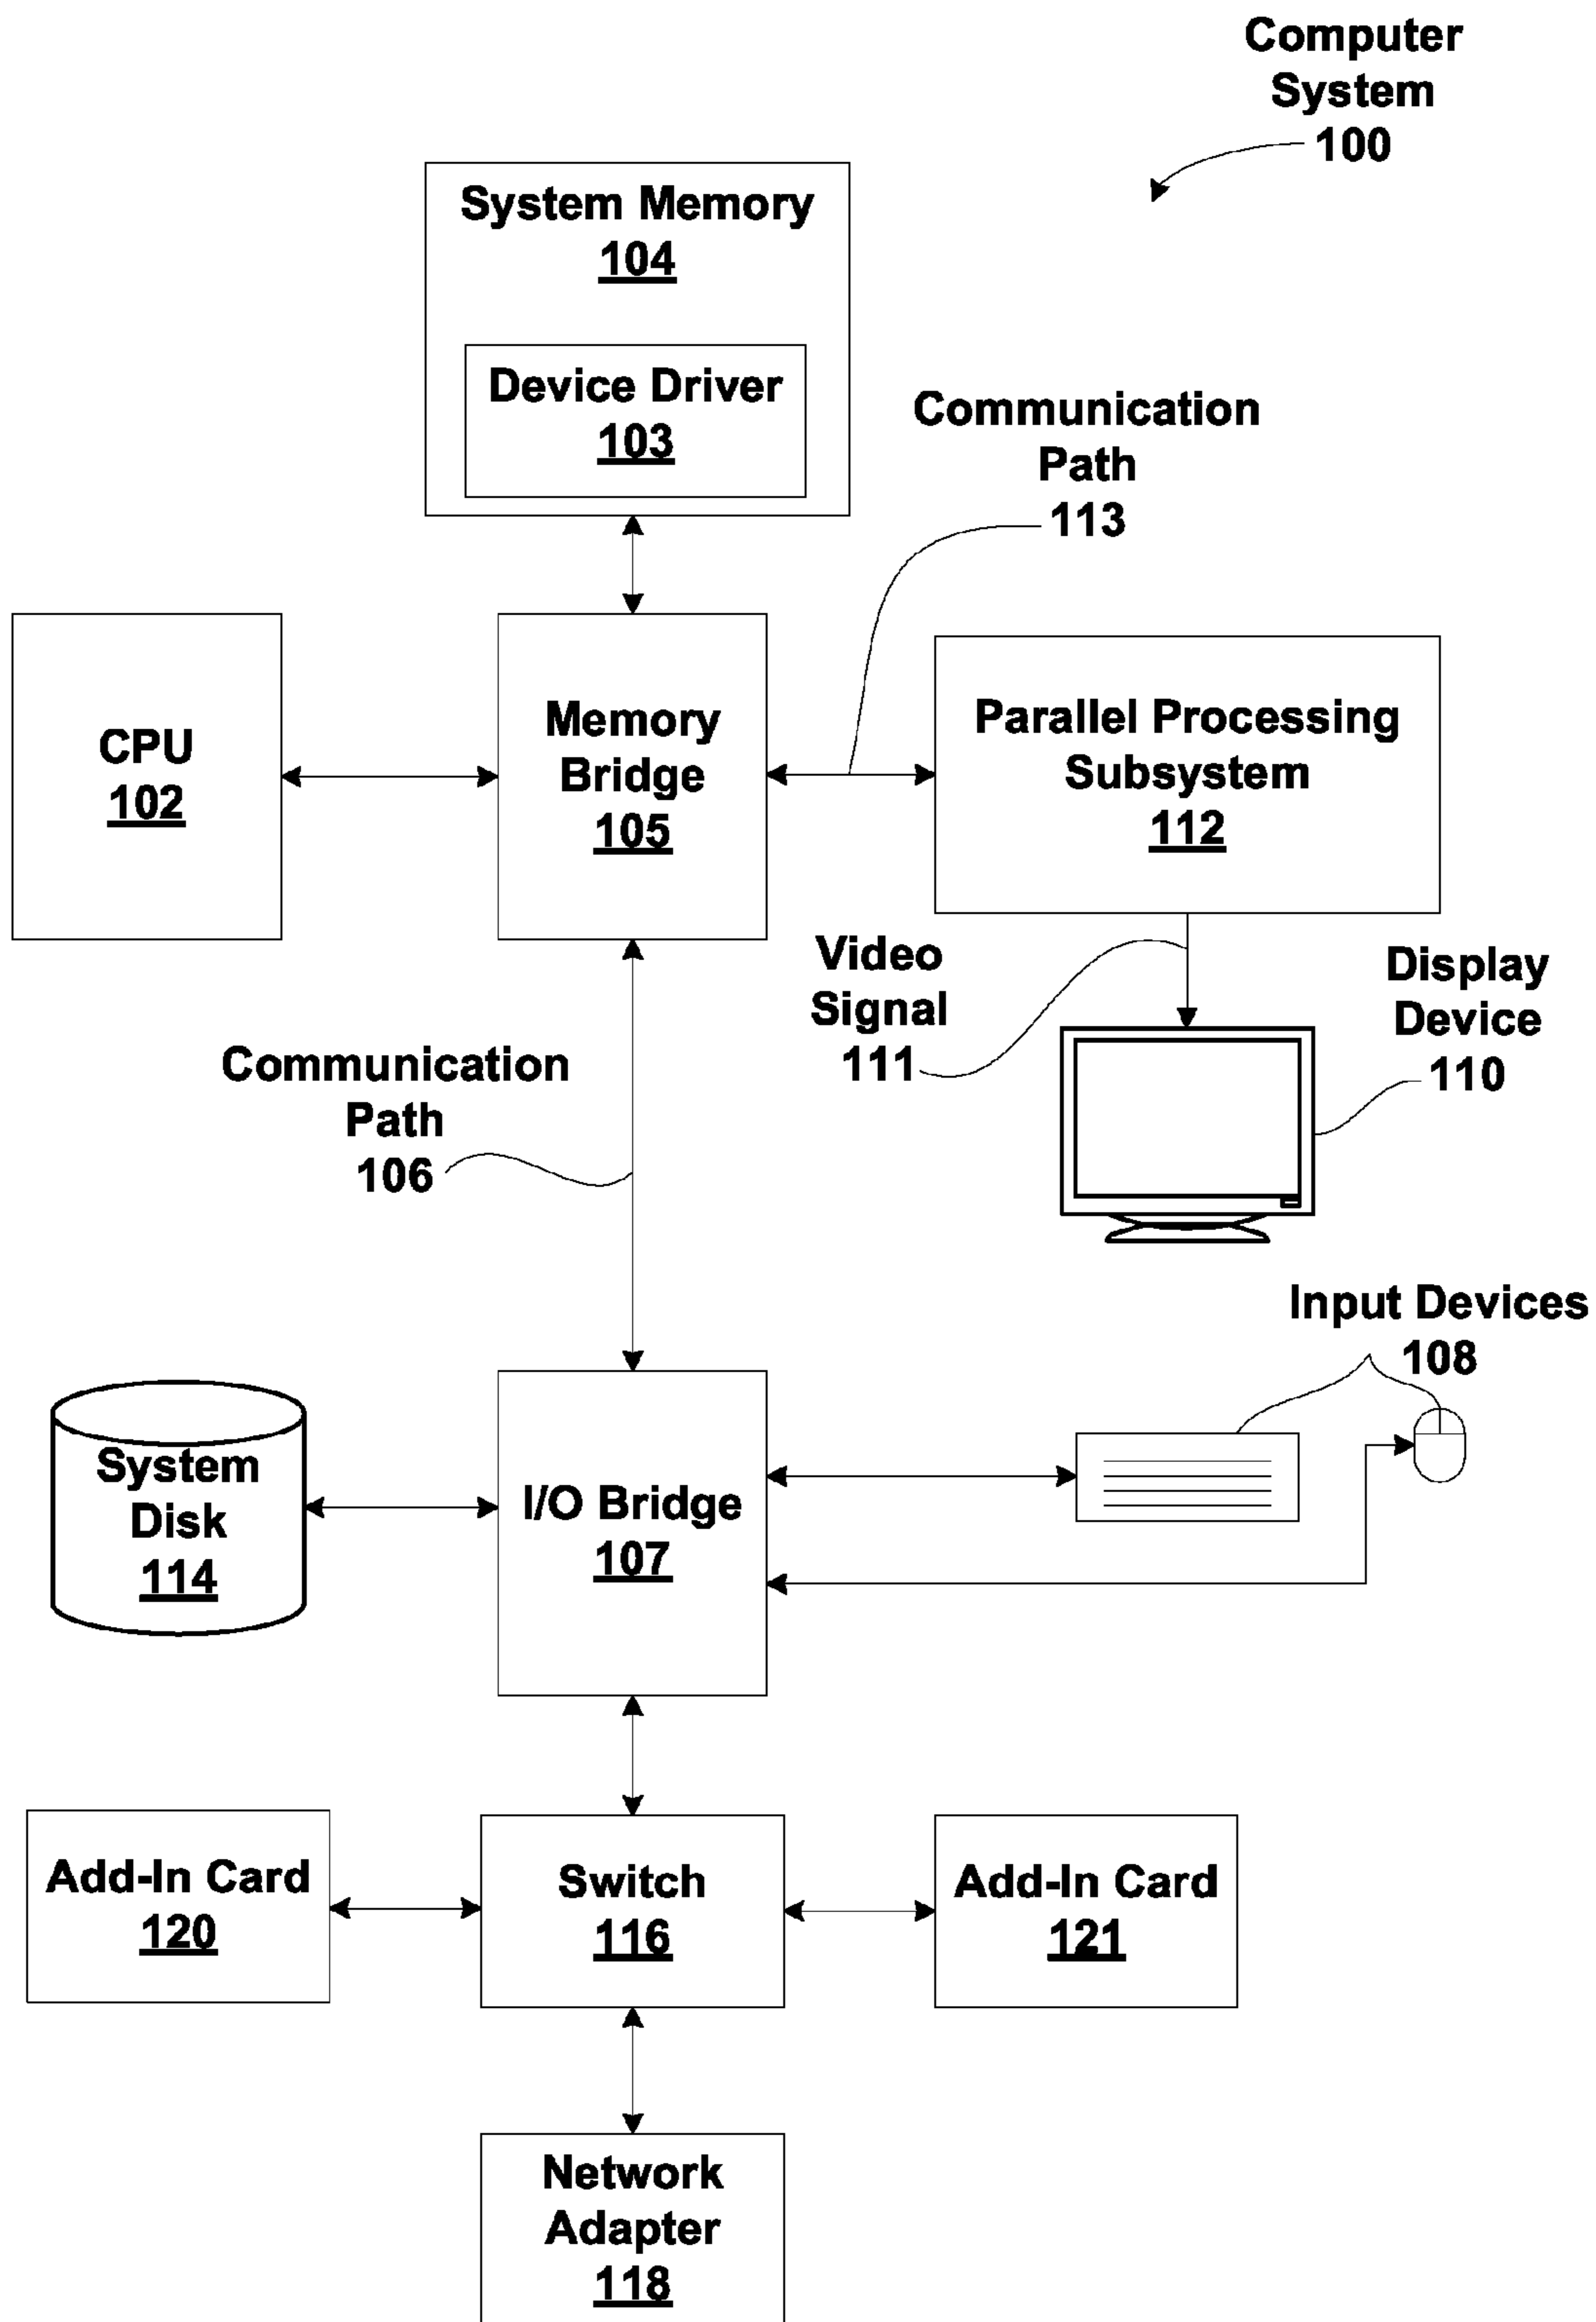 Computer
System
100
System Memory
104
Device Driver
103
Communication
Path
113
CPU
102
Memory
Bridge
105
Parallel Processing
Subsystem
112
Video
Signal
111
Display
Device
110
Communication
Path
106
Input Devices
108
System
Disk
114
I/O Bridge
107
Add-In Card
120
Switch
116
Add-In Card
121
Network
Adapter
118